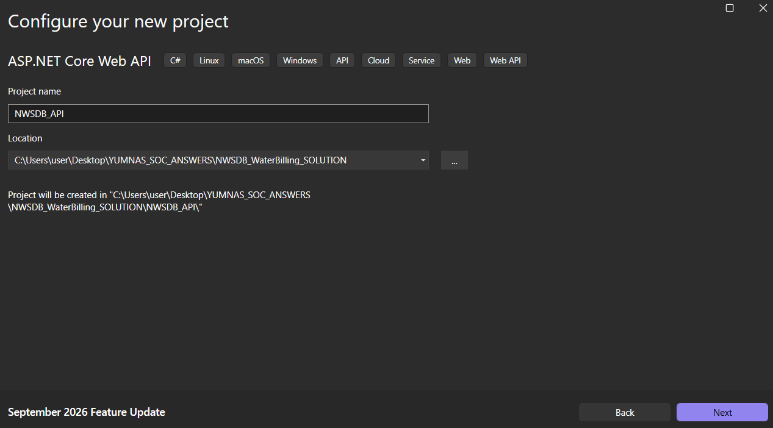 Configure your new project
ASP.NET Core Web API C# Linux macOS Windows API Cloud Service Web Web API
Project name
NWSDB_API
Location
C:\Users\user\Desktop\YUMNAS_SOC_ANSWERS\NWSDB_WaterBilling_SOLUTION
...
Project will be created in "C:\Users\user\Desktop\YUMNAS_SOC_ANSWERS
\NWSDB_WaterBilling_SOLUTION\NWSDB_API\"
September 2026 Feature Update
Back
Next